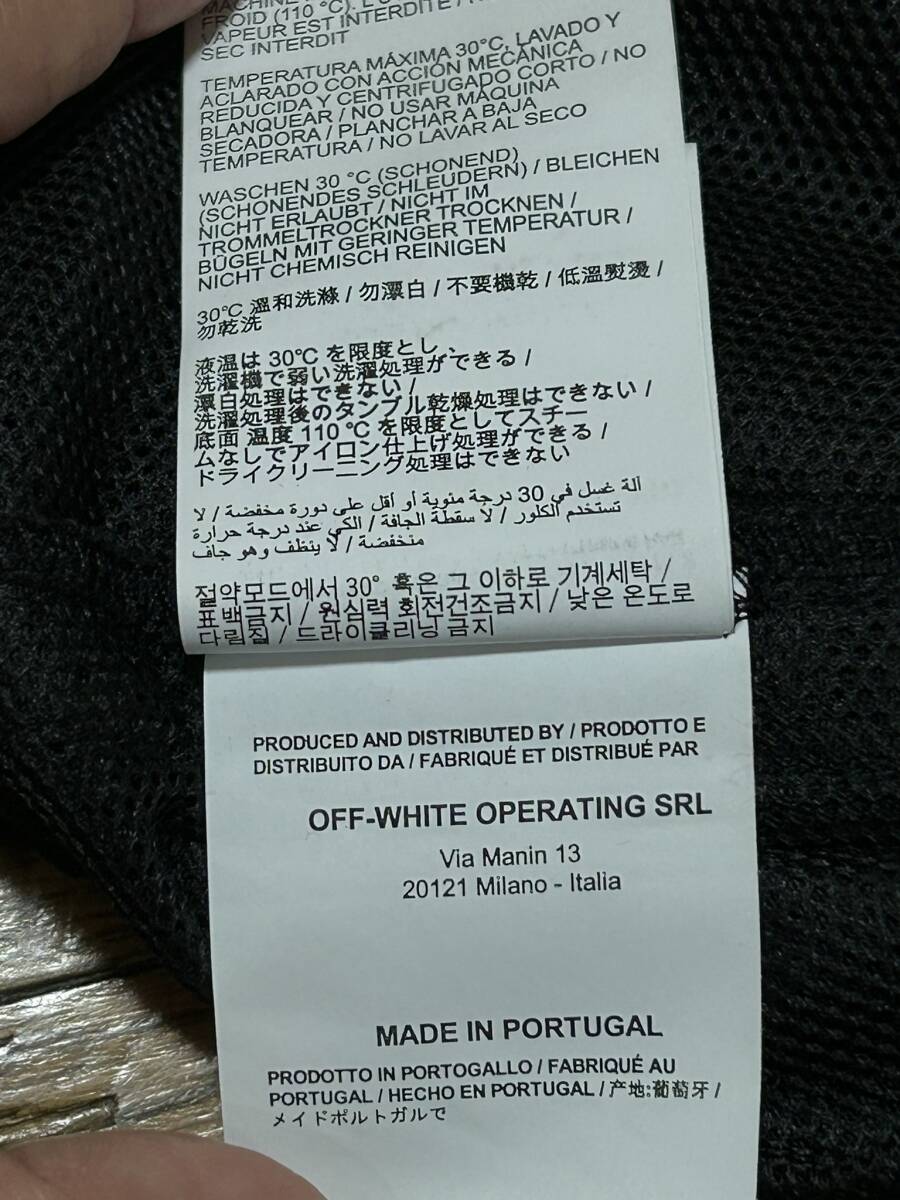 FROID (110 °C). L'U
VAPEUR EST INTERDITE / N
SEC INTERDIT
TEMPERATURA MÁXIMA 30°C, LAVADO Y
ACLARADO CON ACCIÓN MECÁNICA
REDUCIDA Y CENTRIFUGADO CORTO / NO
BLANQUEAR / NO USAR MÁQUINA
SECADORA / PLANCHAR A BAJA
TEMPERATURA / NO LAVAR AL SECO
WASCHEN 30 °C (SCHONEND)
(SCHONENDES SCHLEUDERN) / BLEICHEN
NICHT ERLAUBT / NICHT IM
TROMMELTROCKNER TROCKNEN /
BÜGELN MIT GERINGER TEMPERATUR /
NICHT CHEMISCH REINIGEN
30°C 溫和洗滌 / 勿漂白 / 不要機乾 / 低溫熨燙 /
勿乾洗
液温は 30℃ を限度とし、
洗濯機で弱い洗濯処理ができる /
漂白処理はできない /
洗濯処理後のタンブル乾燥処理はできない /
底面 温度 110 ℃ を限度としてスチー
ムなしでアイロン仕上げ処理ができる /
ドライクリーニング処理はできない
آلة غسل في 30 درجة مئوية أو أقل على دورة مخفضة / لا
تستخدم الكلور / لا سقطة الجافة / الكي عند درجة حرارة
منخفضة / لا ينظف وهو جاف
절약모드에서 30° 혹은 그 이하로 기계세탁 /
표백금지 / 원심력 회전건조금지 / 낮은 온도로
다림질 / 드라이클리닝 금지
PRODUCED AND DISTRIBUTED BY / PRODOTTO E
DISTRIBUITO DA / FABRIQUÉ ET DISTRIBUÉ PAR
OFF-WHITE OPERATING SRL
Via Manin 13
20121 Milano - Italia
MADE IN PORTUGAL
PRODOTTO IN PORTOGALLO / FABRIQUÉ AU
PORTUGAL / HECHO EN PORTUGAL / 产地:葡萄牙 /
メイドポルトガルで